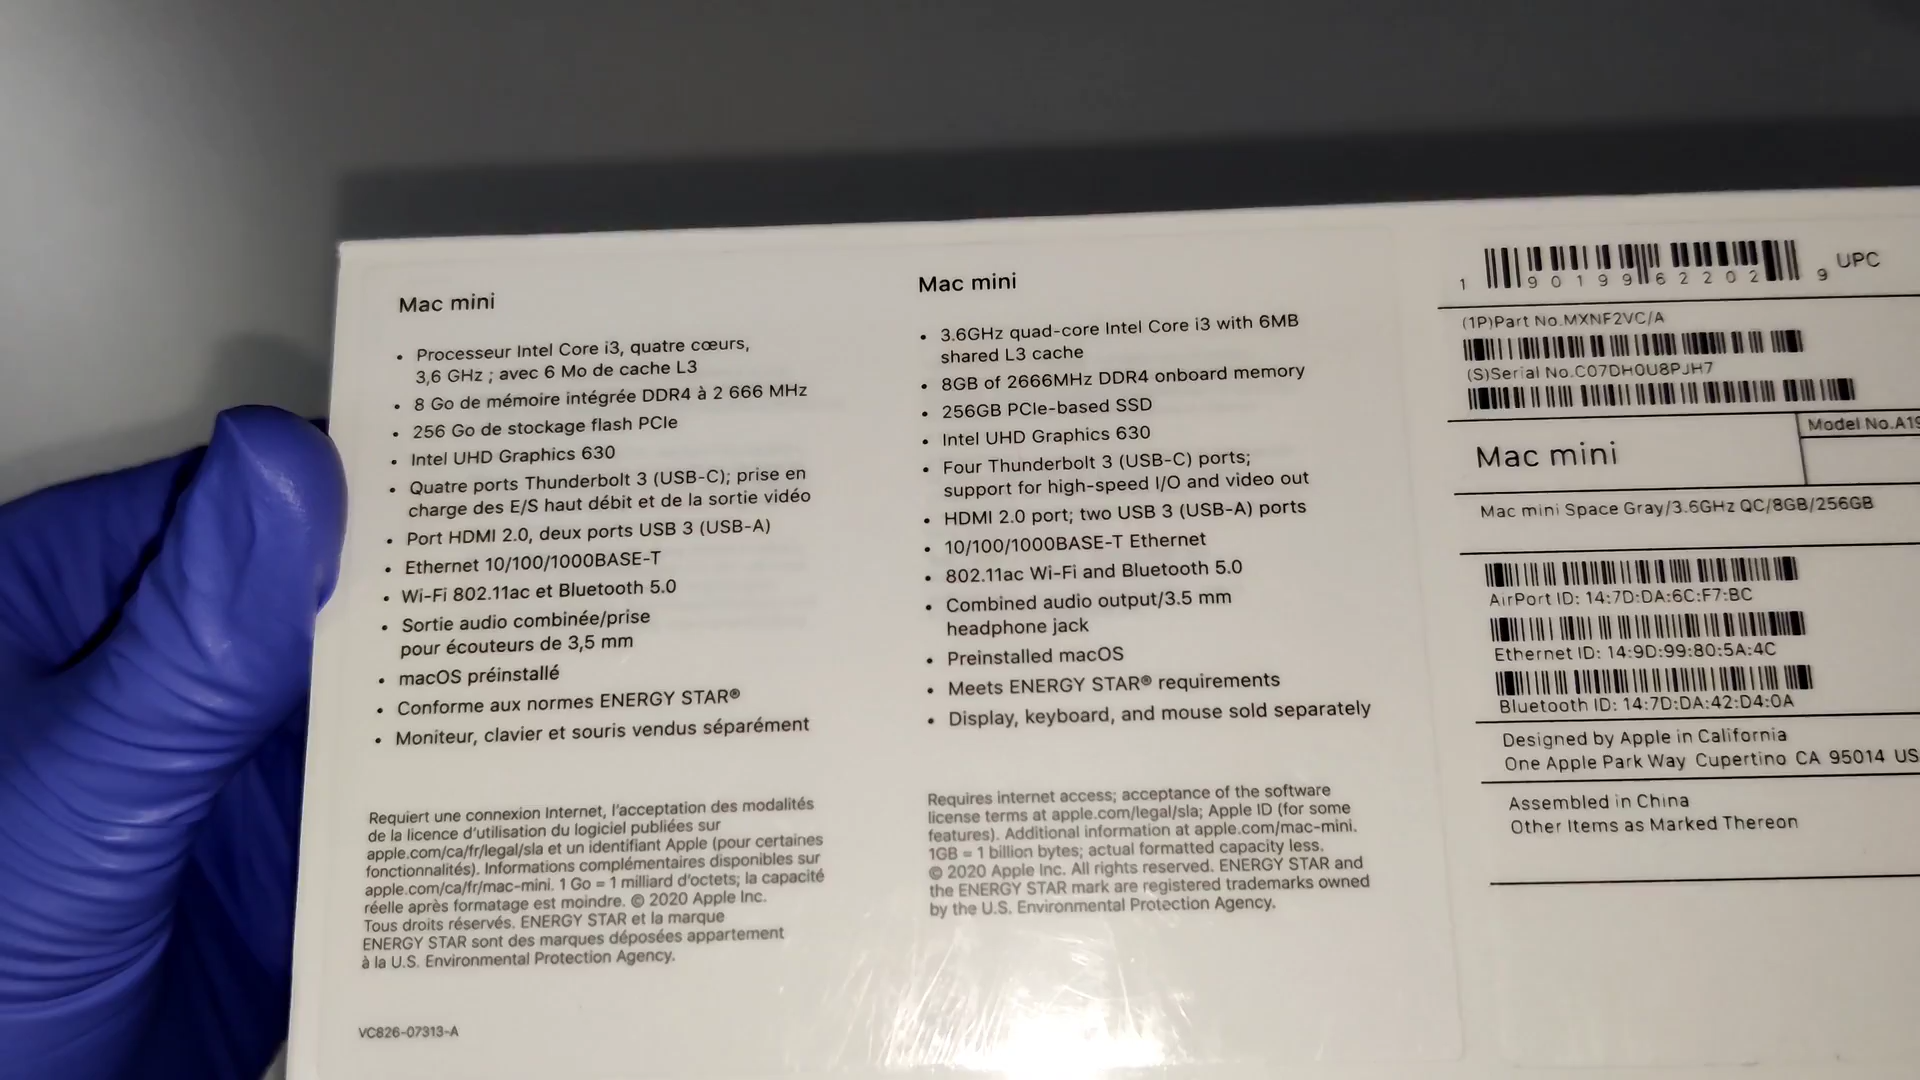 Mac mini
• Processeur Intel Core i3, quatre cœurs,
3,6 GHz ; avec 6 Mo de cache L3
• 8 Go de mémoire intégrée DDR4 à 2 666 MHz
• 256 Go de stockage flash PCIe
• Intel UHD Graphics 630
• Quatre ports Thunderbolt 3 (USB-C); prise en
charge des E/S haut débit et de la sortie vidéo
• Port HDMI 2.0, deux ports USB 3 (USB-A)
• Ethernet 10/100/1000BASE-T
• Wi-Fi 802.11ac et Bluetooth 5.0
• Sortie audio combinée/prise
pour écouteurs de 3,5 mm
• macOS préinstallé
• Conforme aux normes ENERGY STAR®
• Moniteur, clavier et souris vendus séparément
Requiert une connexion Internet, l'acceptation des modalités
de la licence d'utilisation du logiciel publiées sur
apple.com/ca/fr/legal/sla et un identifiant Apple (pour certaines
fonctionnalités). Informations complémentaires disponibles sur
apple.com/ca/fr/mac-mini. 1 Go = 1 milliard d'octets; la capacité
réelle après formatage est moindre. © 2020 Apple Inc.
Tous droits réservés. ENERGY STAR et la marque
ENERGY STAR sont des marques déposées appartement
à la U.S. Environmental Protection Agency.
VC826-07313-A
Mac mini
• 3.6GHz quad-core Intel Core i3 with 6MB
shared L3 cache
• 8GB of 2666MHz DDR4 onboard memory
• 256GB PCIe-based SSD
• Intel UHD Graphics 630
• Four Thunderbolt 3 (USB-C) ports;
support for high-speed I/O and video out
• HDMI 2.0 port; two USB 3 (USB-A) ports
• 10/100/1000BASE-T Ethernet
• 802.11ac Wi-Fi and Bluetooth 5.0
• Combined audio output/3.5 mm
headphone jack
• Preinstalled macOS
• Meets ENERGY STAR® requirements
• Display, keyboard, and mouse sold separately
Requires internet access; acceptance of the software
license terms at apple.com/legal/sla; Apple ID (for some
features). Additional information at apple.com/mac-mini.
1GB = 1 billion bytes; actual formatted capacity less.
© 2020 Apple Inc. All rights reserved. ENERGY STAR and
the ENERGY STAR mark are registered trademarks owned
by the U.S. Environmental Protection Agency.
1 90199 62202 9 UPC
(1P)Part No.MXNF2VC/A
(S)Serial No.C07DH0U8PJH7
Mac mini
Model No.A19
Mac mini Space Gray/3.6GHz QC/8GB/256GB
AirPort ID: 14:7D:DA:6C:F7:BC
Ethernet ID: 14:9D:99:80:5A:4C
Bluetooth ID: 14:7D:DA:42:D4:0A
Designed by Apple in California
One Apple Park Way Cupertino CA 95014 US
Assembled in China
Other Items as Marked Thereon